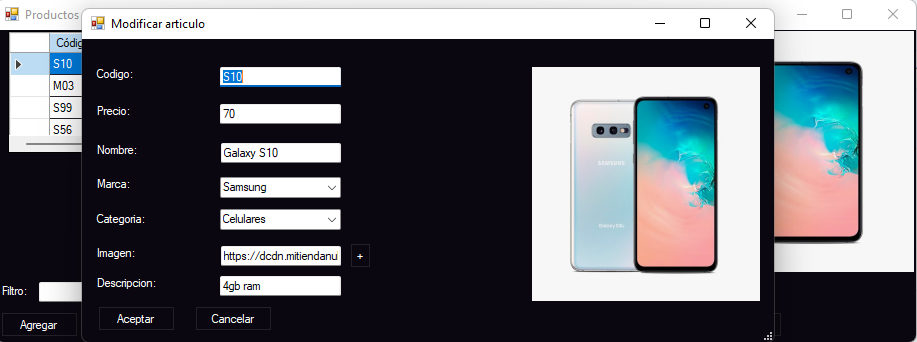 Productos
Modificar articulo
Códig
S10
M03
S99
S56
Codigo: S10
Precio: 70
Nombre: Galaxy S10
Marca: Samsung
Categoria: Celulares
Imagen: https://dcdn.mitiendanu +
Descripcion: 4gb ram
Aceptar Cancelar
Filtro:
Agregar
SAMSUNG